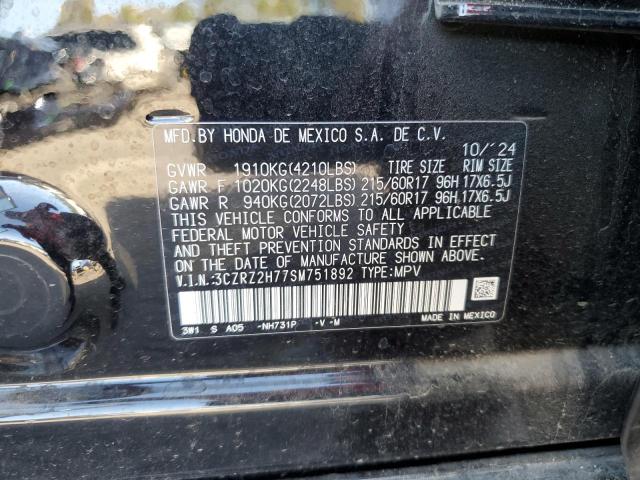 MFD.BY HONDA DE MEXICO S.A. DE C.V.
10/'24
GVWR 1910KG(4210LBS) TIRE SIZE RIM SIZE
GAWR F 1020KG(2248LBS) 215/60R17 96H 17X6.5J
GAWR R 940KG(2072LBS) 215/60R17 96H 17X6.5J
THIS VEHICLE CONFORMS TO ALL APPLICABLE
FEDERAL MOTOR VEHICLE SAFETY
AND THEFT PREVENTION STANDARDS IN EFFECT
ON THE DATE OF MANUFACTURE SHOWN ABOVE.
V.I.N.:3CZRZ2H77SM751892 TYPE:MPV
3W1 S A05 -NH731P -V-M MADE IN MEXICO